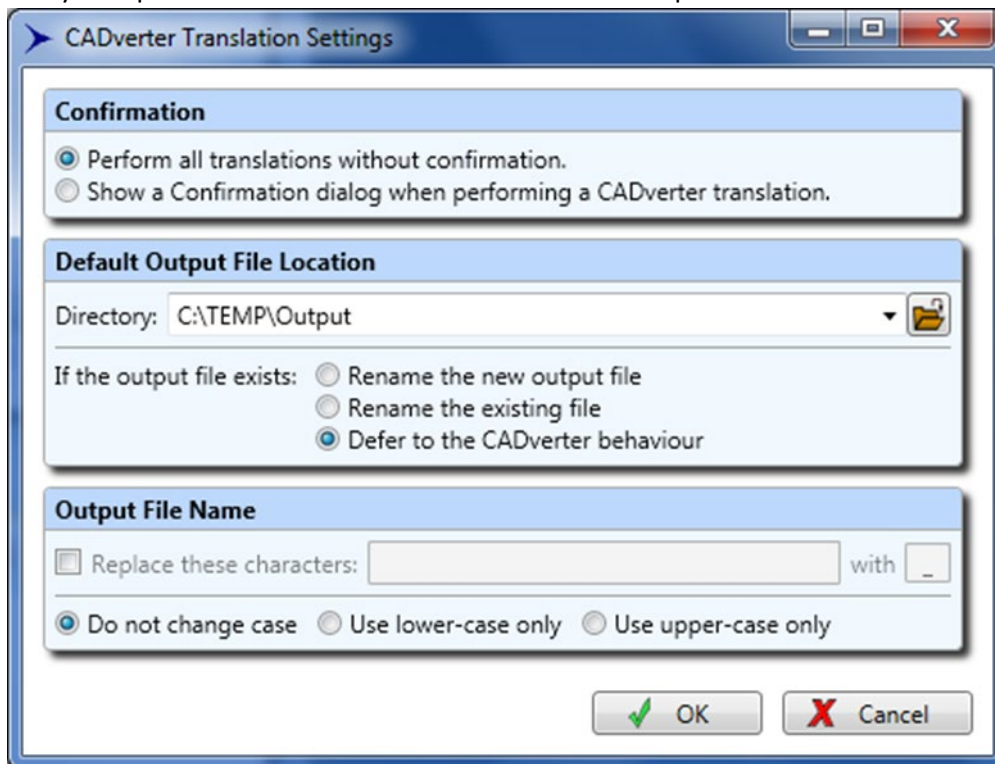 CADverter Translation Settings
Confirmation
Perform all translations without confirmation.
Show a Confirmation dialog when performing a CADverter translation.
Default Output File Location
Directory: C:\TEMP\Output
If the output file exists: Rename the new output file
Rename the existing file
Defer to the CADverter behaviour
Output File Name
Replace these characters: with _
Do not change case Use lower-case only Use upper-case only
OK Cancel